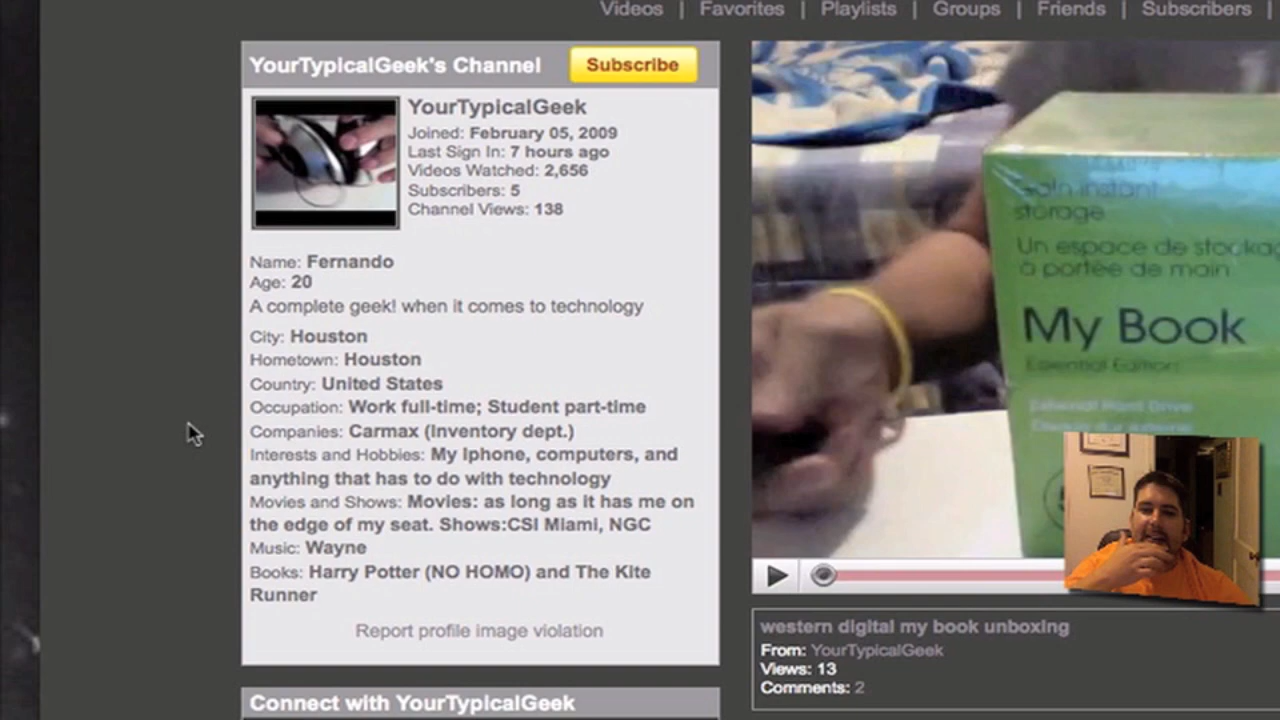 Videos | Favorites | Playlists | Groups | Friends | Subscribers |
YourTypicalGeek's Channel
Subscribe
YourTypicalGeek
Joined: February 05, 2009
Last Sign In: 7 hours ago
Videos Watched: 2,656
Subscribers: 5
Channel Views: 138
Name: Fernando
Age: 20
A complete geek! when it comes to technology
City: Houston
Hometown: Houston
Country: United States
Occupation: Work full-time; Student part-time
Companies: Carmax (Inventory dept.)
Interests and Hobbies: My Iphone, computers, and
anything that has to do with technology
Movies and Shows: Movies: as long as it has me on
the edge of my seat. Shows:CSI Miami, NGC
Music: Wayne
Books: Harry Potter (NO HOMO) and The Kite
Runner
Report profile image violation
Connect with YourTypicalGeek
instant
storage
Un espace de stockag
à portée de main
My Book
Essential Edition
External Hard Drive
western digital my book unboxing
From: YourTypicalGeek
Views: 13
Comments: 2